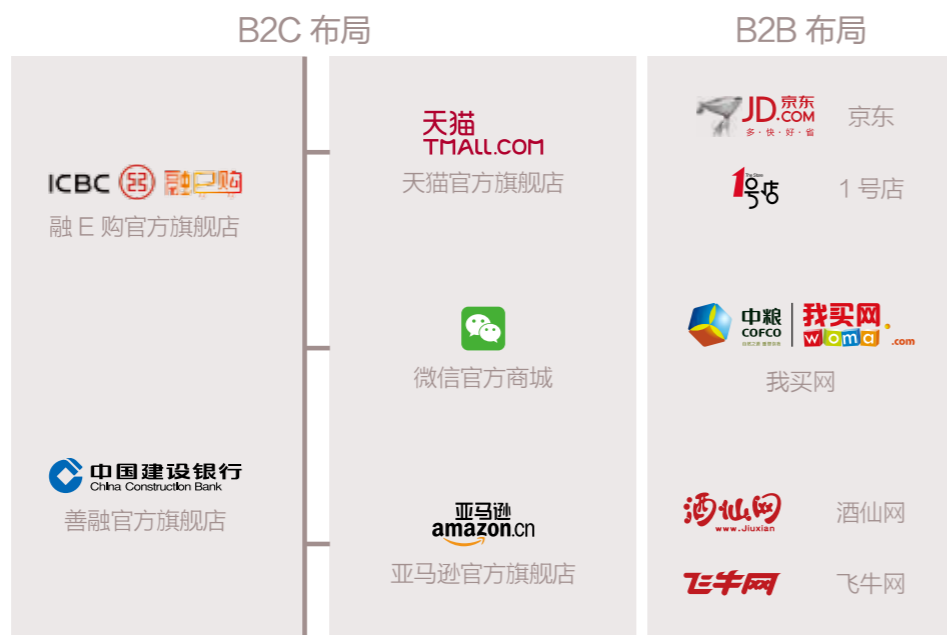 B2C 布局
ICBC 融E购
融 E 购官方旗舰店
中国建设银行
China Construction Bank
善融官方旗舰店
天猫
TMALL.COM
天猫官方旗舰店
微信官方商城
亚马逊
amazon.cn
亚马逊官方旗舰店
B2B 布局
JD京东.COM
多·快·好·省
京东
1号店
1 号店
中粮
COFCO
我买网
womai.com
我买网
酒仙网
www.Jiuxian
酒仙网
飞牛网
飞牛网